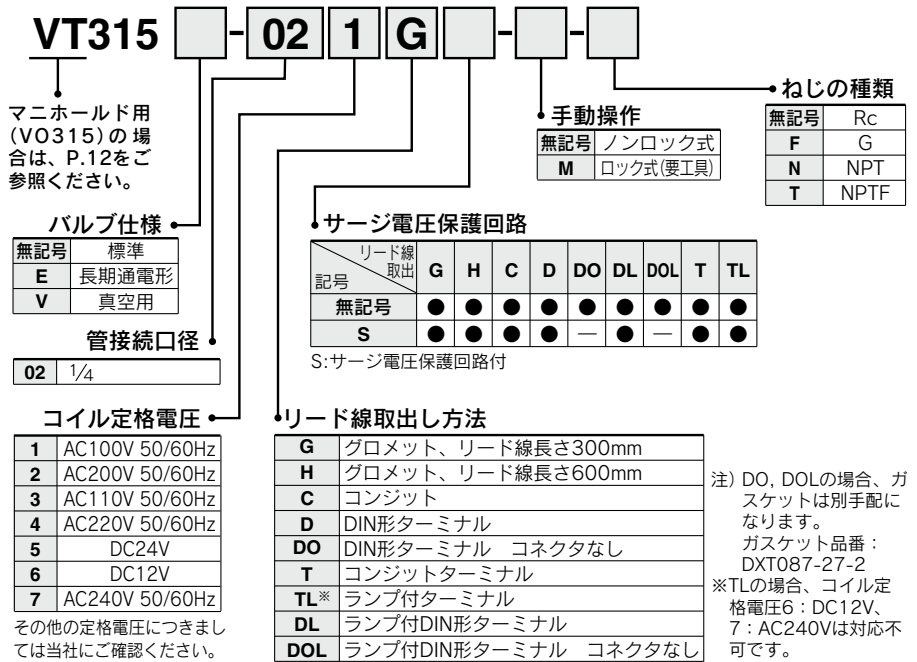 VT315 - 02 1 G - -
マニホールド用
(VO315)の場
合は、P.12をご
参照ください。
バルブ仕様
無記号 標準
E 長期通電形
V 真空用
管接続口径
02 1/4
コイル定格電圧
1 AC100V 50/60Hz
2 AC200V 50/60Hz
3 AC110V 50/60Hz
4 AC220V 50/60Hz
5 DC24V
6 DC12V
7 AC240V 50/60Hz
その他の定格電圧につきまし
ては当社にご確認ください。
ねじの種類
無記号 Rc
F G
N NPT
T NPTF
手動操作
無記号 ノンロック式
M ロック式(要工具)
サージ電圧保護回路
リード線
取出
記号
G H C D DO DL DOL T TL
無記号 ● ● ● ● ● ● ● ● ●
S ● ● ● ● — ● — ● ●
S:サージ電圧保護回路付
リード線取出し方法
G グロメット、リード線長さ300mm
H グロメット、リード線長さ600mm
C コンジット
D DIN形ターミナル
DO DIN形ターミナル コネクタなし
T コンジットターミナル
TL※ ランプ付ターミナル
DL ランプ付DIN形ターミナル
DOL ランプ付DIN形ターミナル コネクタなし
注) DO, DOLの場合、ガ
スケットは別手配に
なります。
ガスケット品番：
DXT087-27-2
※TLの場合、コイル定
格電圧6：DC12V、
7：AC240Vは対応不
可です。